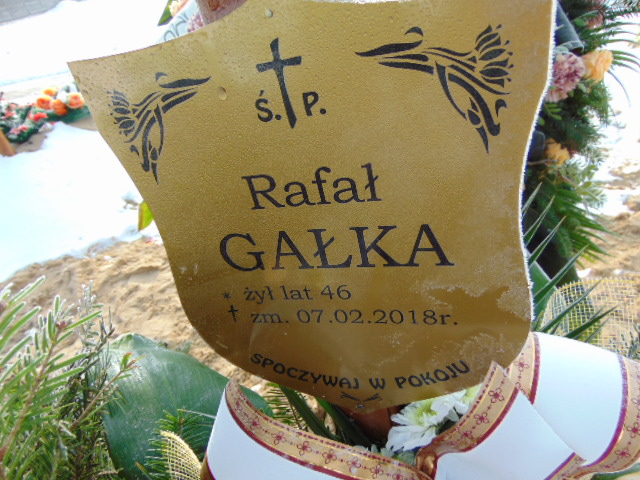 Ś. P.
Rafał
GAŁKA
* żył lat 46
† zm. 07.02.2018r.
SPOCZYWAJ W POKOJU